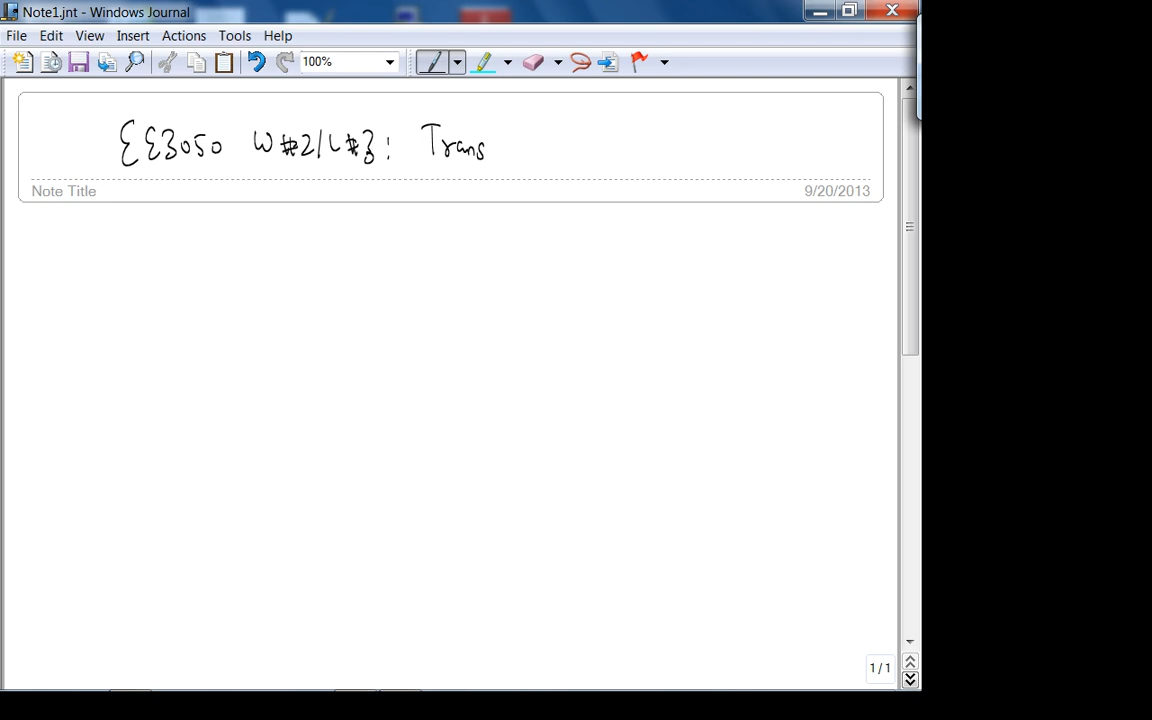 Note1.jnt - Windows Journal
File Edit View Insert Actions Tools Help
100%
EE3050 W#2/L#3: Trans
Note Title 9/20/2013
1/1